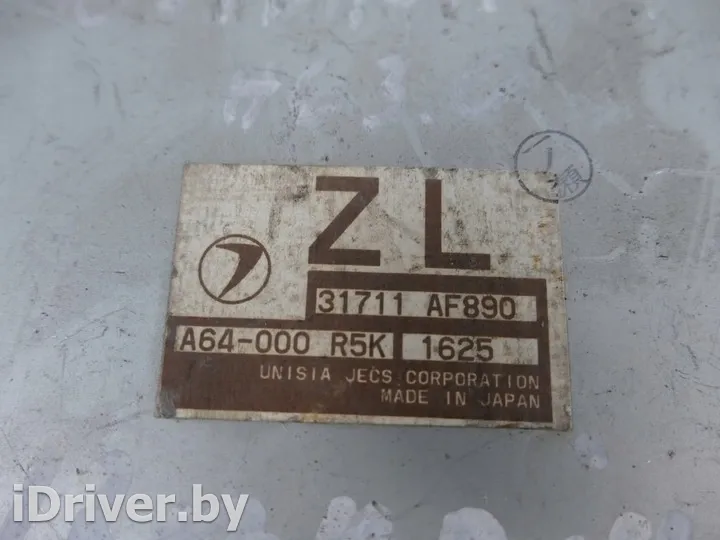 ZL
31711 AF890
A64-000 R5K 1625
UNISIA JECS CORPORATION
MADE IN JAPAN
iDriver.by